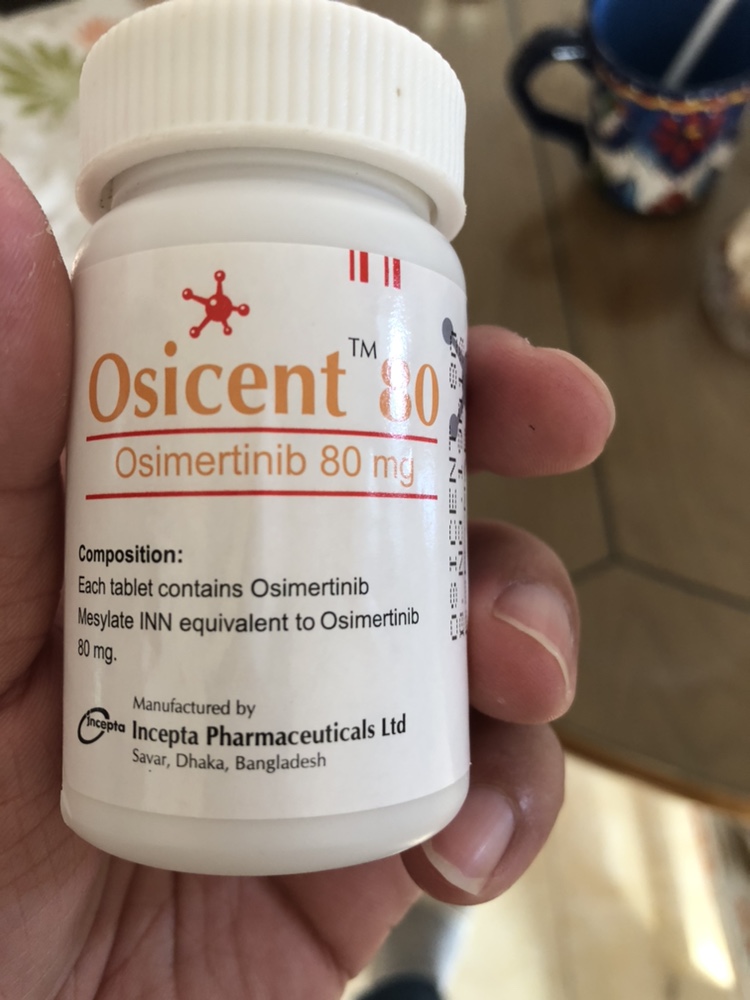 Osicent™ 80
Osimertinib 80 mg
Composition:
Each tablet contains Osimertinib
Mesylate INN equivalent to Osimertinib
80 mg.
Manufactured by
incepta Incepta Pharmaceuticals Ltd
Savar, Dhaka, Bangladesh